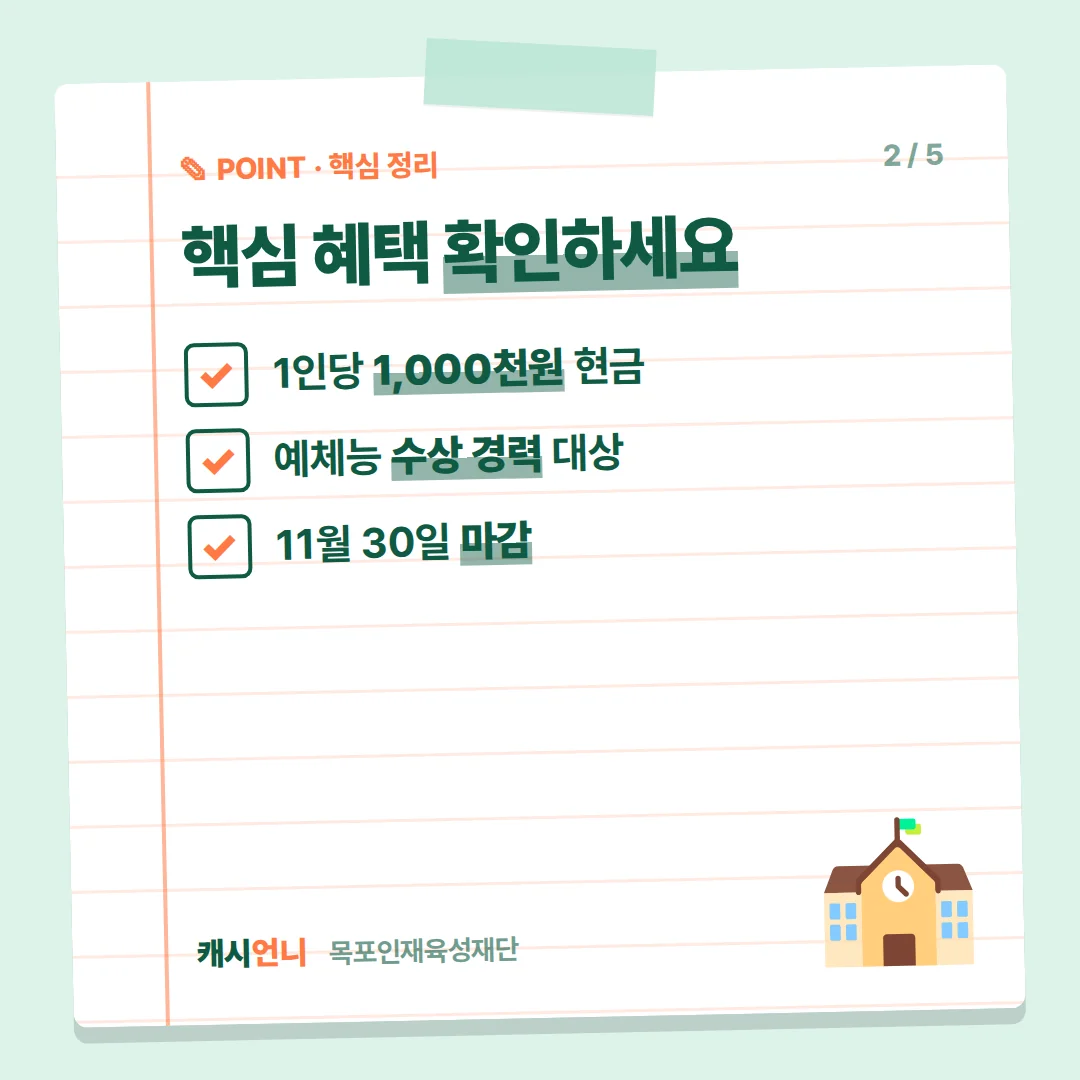 POINT · 핵심 정리
2 / 5
핵심 혜택 확인하세요
1인당 1,000천원 현금
예체능 수상 경력 대상
11월 30일 마감
캐시언니 목포인재육성재단